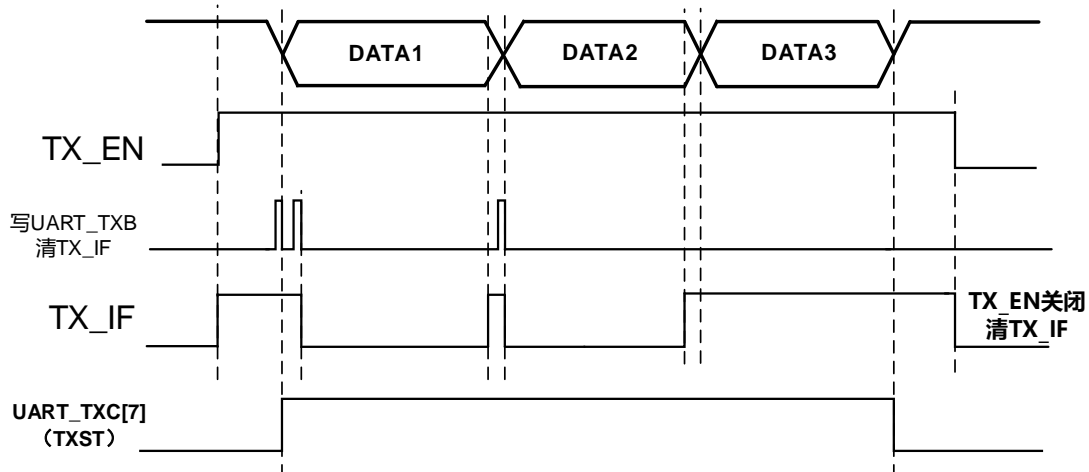 DATA1 DATA2 DATA3
TX_EN
写UART_TXB
清TX_IF
TX_IF
TX_EN关闭
清TX_IF
UART_TXC[7]
（TXST）